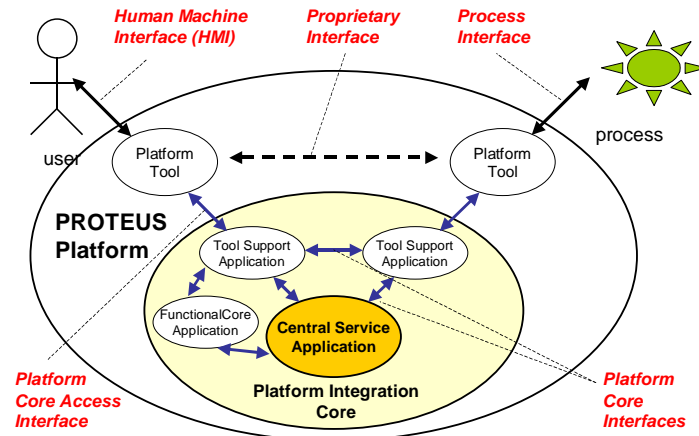 Human Machine
Interface (HMI)
Proprietary
Interface
Process
Interface
user
process
Platform
Tool
Platform
Tool
PROTEUS
Platform
Tool Support
Application
Tool Support
Application
FunctionalCore
Application
Central Service
Application
Platform Integration
Core
Platform
Core Access
Interface
Platform
Core
Interfaces